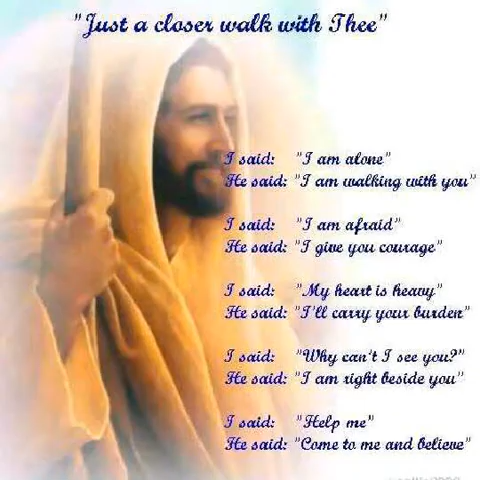 "Just a closer walk with Thee"
I said: "I am alone"
He said: "I am walking with you"
I said: "I am afraid"
He said: "I give you courage"
I said: "My heart is heavy"
He said: "I'll carry your burden"
I said: "Why can't I see you?"
He said: "I am right beside you"
I said: "Help me"
He said: "Come to me and believe"